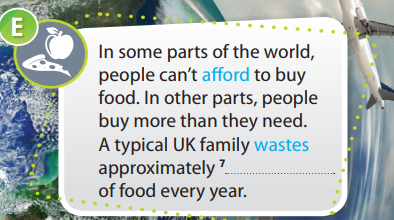 E
In some parts of the world,
people can't afford to buy
food. In other parts, people
buy more than they need.
A typical UK family wastes
approximately 7
of food every year.